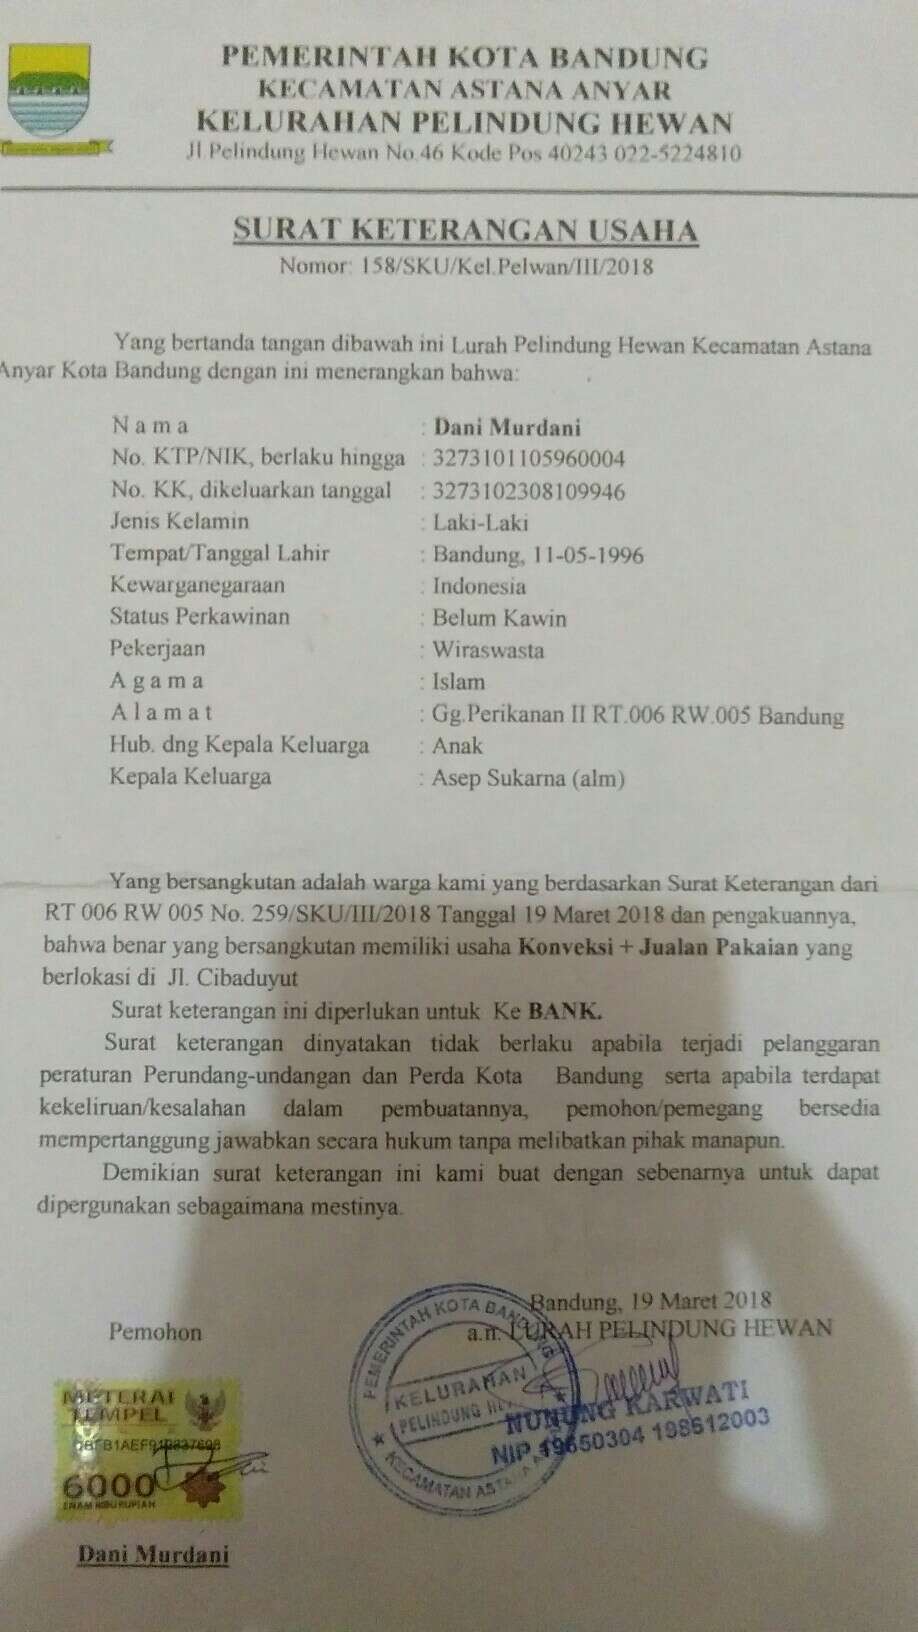 PEMERINTAH KOTA BANDUNG
KECAMATAN ASTANA ANYAR
KELURAHAN PELINDUNG HEWAN
Jl.Pelindung Hewan No.46 Kode Pos 40243 022-5224810
SURAT KETERANGAN USAHA
Nomor: 158/SKU/Kel.Pelwan/III/2018
Yang bertanda tangan dibawah ini Lurah Pelindung Hewan Kecamatan Astana
Anyar Kota Bandung dengan ini menerangkan bahwa:
N a m a : Dani Murdani
No. KTP/NIK, berlaku hingga : 3273101105960004
No. KK, dikeluarkan tanggal : 3273102308109946
Jenis Kelamin : Laki-Laki
Tempat/Tanggal Lahir : Bandung, 11-05-1996
Kewarganegaraan : Indonesia
Status Perkawinan : Belum Kawin
Pekerjaan : Wiraswasta
A g a m a : Islam
A l a m a t : Gg.Perikanan II RT.006 RW.005 Bandung
Hub. dng Kepala Keluarga : Anak
Kepala Keluarga : Asep Sukarna (alm)
Yang bersangkutan adalah warga kami yang berdasarkan Surat Keterangan dari
RT 006 RW 005 No. 259/SKU/III/2018 Tanggal 19 Maret 2018 dan pengakuannya,
bahwa benar yang bersangkutan memiliki usaha Konveksi + Jualan Pakaian yang
berlokasi di Jl. Cibaduyut
Surat keterangan ini diperlukan untuk Ke BANK.
Surat keterangan dinyatakan tidak berlaku apabila terjadi pelanggaran
peraturan Perundang-undangan dan Perda Kota Bandung serta apabila terdapat
kekeliruan/kesalahan dalam pembuatannya, pemohon/pemegang bersedia
mempertanggung jawabkan secara hukum tanpa melibatkan pihak manapun.
Demikian surat keterangan ini kami buat dengan sebenarnya untuk dapat
dipergunakan sebagaimana mestinya.
Bandung, 19 Maret 2018
Pemohon
a.n. LURAH PELINDUNG HEWAN
PEMERINTAH KOTA BANDUNG
KELURAHAN
PELINDUNG
KECAMATAN
NUNUNG KARWATI
NIP 19650304 198612003
METERAI
TEMPEL
6000
ENAM RIBU RUPIAH
Dani Murdani